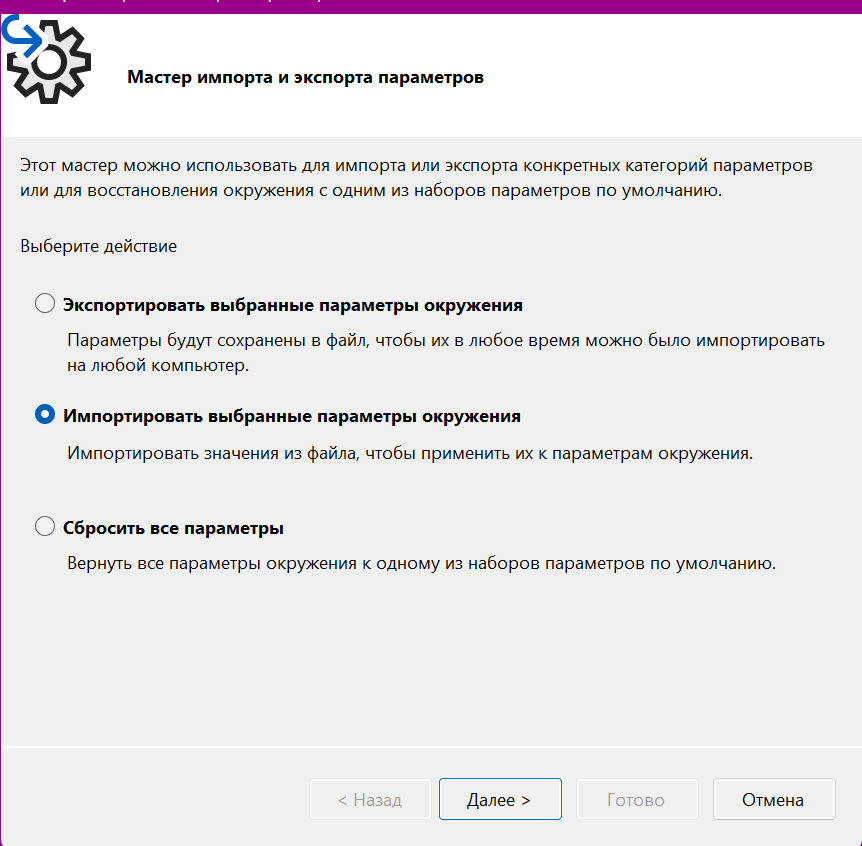 Мастер импорта и экспорта параметров
Этот мастер можно использовать для импорта или экспорта конкретных категорий параметров
или для восстановления окружения с одним из наборов параметров по умолчанию.
Выберите действие
Экспортировать выбранные параметры окружения
Параметры будут сохранены в файл, чтобы их в любое время можно было импортировать
на любой компьютер.
Импортировать выбранные параметры окружения
Импортировать значения из файла, чтобы применить их к параметрам окружения.
Сбросить все параметры
Вернуть все параметры окружения к одному из наборов параметров по умолчанию.
< Назад
Далее >
Готово
Отмена